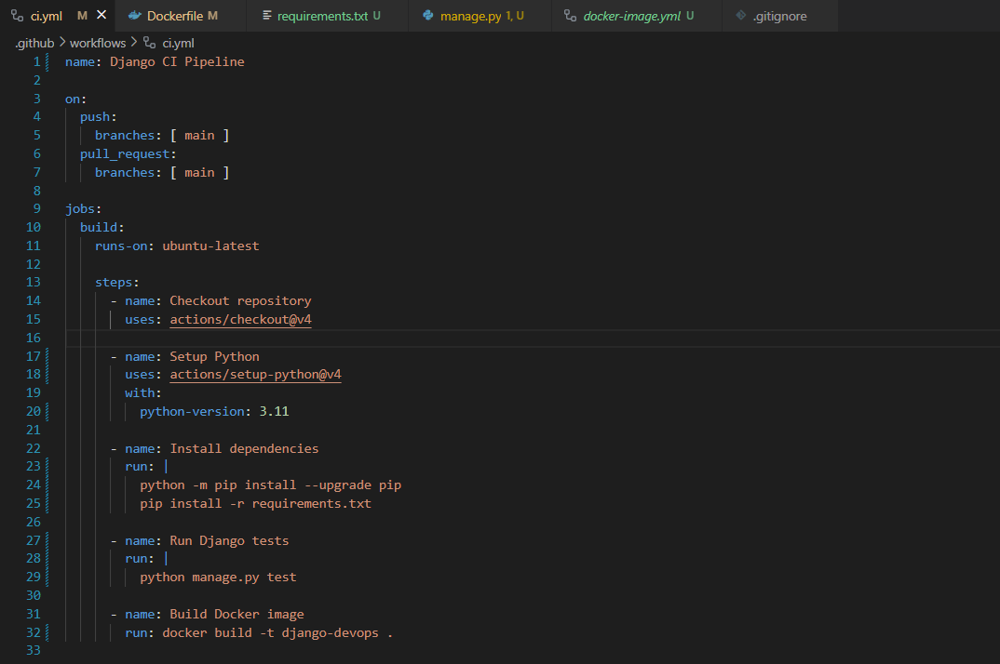 ci.yml M Dockerfile M requirements.txt U manage.py 1, U docker-image.yml U .gitignore
.github > workflows > ci.yml
1 name: Django CI Pipeline
2
3 on:
4   push:
5     branches: [ main ]
6   pull_request:
7     branches: [ main ]
8
9 jobs:
10   build:
11     runs-on: ubuntu-latest
12
13     steps:
14       - name: Checkout repository
15         uses: actions/checkout@v4
16
17       - name: Setup Python
18         uses: actions/setup-python@v4
19         with:
20           python-version: 3.11
21
22       - name: Install dependencies
23         run: |
24           python -m pip install --upgrade pip
25           pip install -r requirements.txt
26
27       - name: Run Django tests
28         run: |
29           python manage.py test
30
31       - name: Build Docker image
32         run: docker build -t django-devops .
33